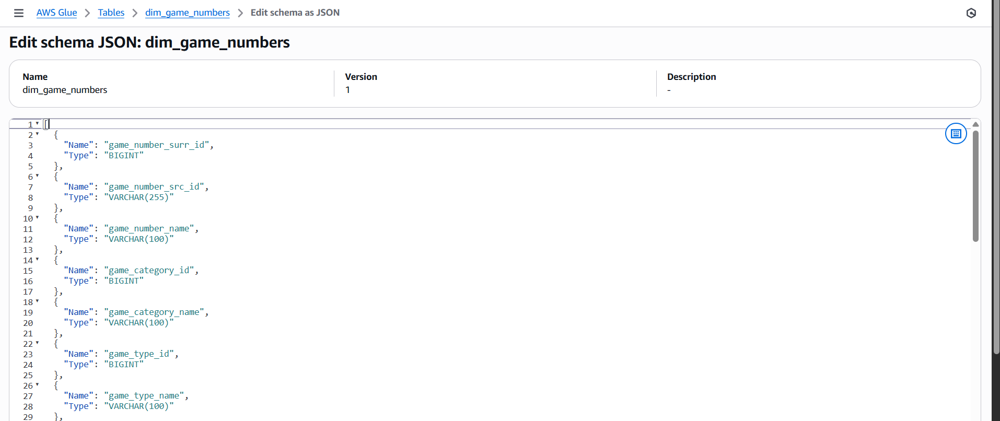 AWS Glue > Tables > dim_game_numbers > Edit schema as JSON
Edit schema JSON: dim_game_numbers
Name
dim_game_numbers
Version
1
Description
-
1 [
2 {
3 "Name": "game_number_surr_id",
4 "Type": "BIGINT"
5 },
6 {
7 "Name": "game_number_src_id",
8 "Type": "VARCHAR(255)"
9 },
10 {
11 "Name": "game_number_name",
12 "Type": "VARCHAR(100)"
13 },
14 {
15 "Name": "game_category_id",
16 "Type": "BIGINT"
17 },
18 {
19 "Name": "game_category_name",
20 "Type": "VARCHAR(100)"
21 },
22 {
23 "Name": "game_type_id",
24 "Type": "BIGINT"
25 },
26 {
27 "Name": "game_type_name",
28 "Type": "VARCHAR(100)"
29 },